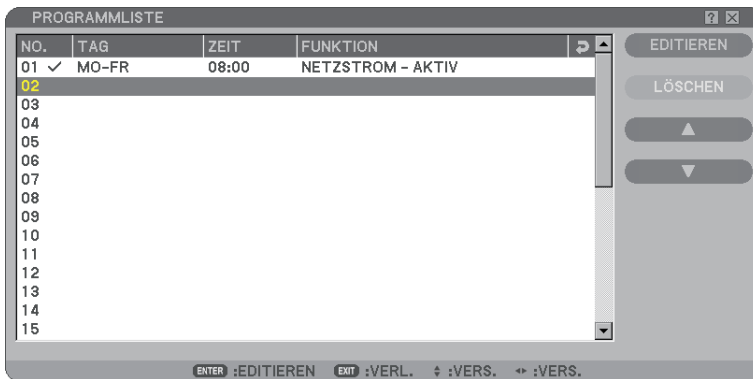 PROGRAMMLISTE
NO. TAG ZEIT FUNKTION
01 ✓ MO-FR 08:00 NETZSTROM - AKTIV
02
03
04
05
06
07
08
09
10
11
12
13
14
15
EDITIEREN
LÖSCHEN
ENTER :EDITIEREN EXIT :VERL. :VERS. :VERS.